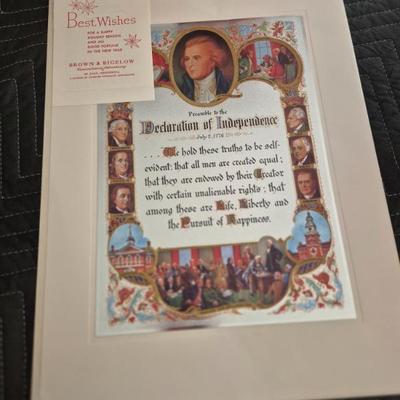 Best Wishes
FOR A HAPPY
HOLIDAY SEASON
AND ALL
GOOD FORTUNE
IN THE NEW YEAR
BROWN & BIGELOW
Remembrance Advertising
Preamble to the
Declaration of Independence
July 4, 1776
... We hold these truths to be self-
evident: that all men are created equal;
that they are endowed by their Creator
with certain unalienable rights; that
among these are Life, Liberty and
the Pursuit of Happiness.